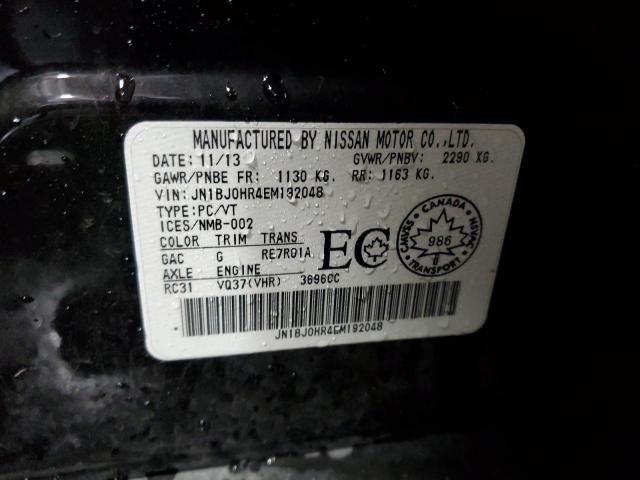 MANUFACTURED BY NISSAN MOTOR CO.,LTD.
DATE: 11/13 GVWR/PNBV: 2290 KG.
GAWR/PNBE FR: 1130 KG. RR: 1163 KG.
VIN: JN1BJ0HR4EM192048
TYPE: PC/VT
ICES/NMB-002
COLOR TRIM TRANS
GAC G RE7R01A
AXLE ENGINE
RC31 VQ37(VHR) 3696CC
EC
CANADA
CMVSS 986 NSVAC
TRANSPORT
JN1BJ0HR4EM192048